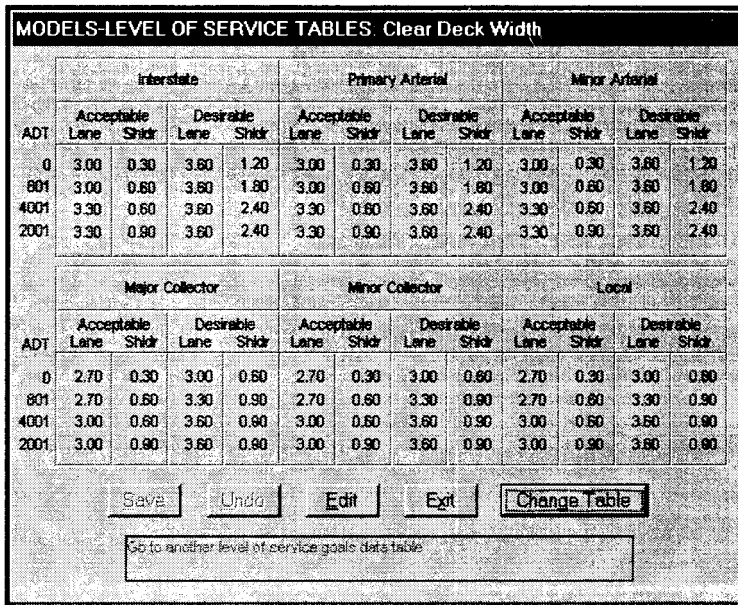 MODELS-LEVEL OF SERVICE TABLES: Clear Deck Width
Interstate Primary Arterial Minor Arterial
Acceptable Desirable Acceptable Desirable Acceptable Desirable
ADT Lane Shldr Lane Shldr Lane Shldr Lane Shldr Lane Shldr Lane Shldr
0 3.00 0.30 3.60 1.20 3.00 0.30 3.60 1.20 3.00 0.30 3.60 1.20
801 3.00 0.60 3.60 1.80 3.00 0.60 3.60 1.80 3.00 0.60 3.60 1.80
4001 3.30 0.60 3.60 2.40 3.30 0.60 3.60 2.40 3.30 0.60 3.60 2.40
2001 3.30 0.90 3.60 2.40 3.30 0.90 3.60 2.40 3.30 0.90 3.60 2.40
Major Collector Minor Collector Local
Acceptable Desirable Acceptable Desirable Acceptable Desirable
ADT Lane Shldr Lane Shldr Lane Shldr Lane Shldr Lane Shldr Lane Shldr
0 2.70 0.30 3.00 0.60 2.70 0.30 3.00 0.60 2.70 0.30 3.00 0.60
801 2.70 0.60 3.30 0.90 2.70 0.60 3.30 0.90 2.70 0.60 3.30 0.90
4001 3.00 0.60 3.60 0.90 3.00 0.60 3.60 0.90 3.00 0.60 3.60 0.90
2001 3.00 0.90 3.60 0.90 3.00 0.90 3.60 0.90 3.00 0.90 3.60 0.90
Save Undo Edit Exit Change Table
Go to another level of service goals data table